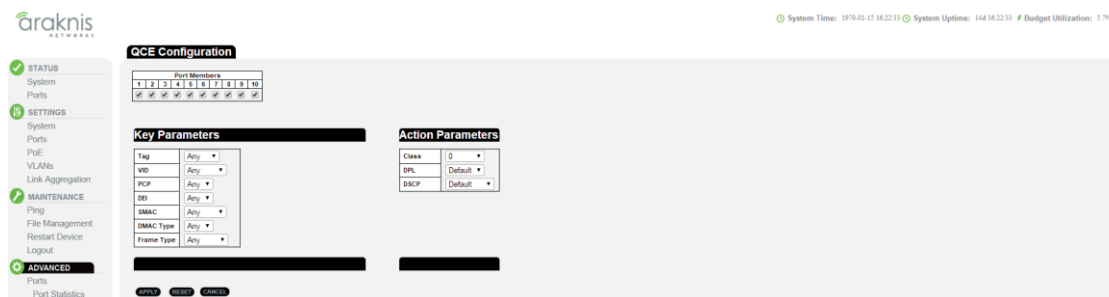 araknis
NETWORKS
System Time: 1970-01-15 16:22:33 System Uptime: 14d 16:22:33 Budget Utilization: 5.7%
QCE Configuration
Port Members
1 2 3 4 5 6 7 8 9 10
STATUS
System
Ports
SETTINGS
System
Ports
PoE
VLANs
Link Aggregation
MAINTENANCE
Ping
File Management
Restart Device
Logout
ADVANCED
Ports
Port Statistics
Key Parameters
Tag Any
VID Any
PCP Any
DEI Any
SMAC Any
DMAC Type Any
Frame Type Any
Action Parameters
Class 0
DPL Default
DSCP Default
APPLY RESET CANCEL